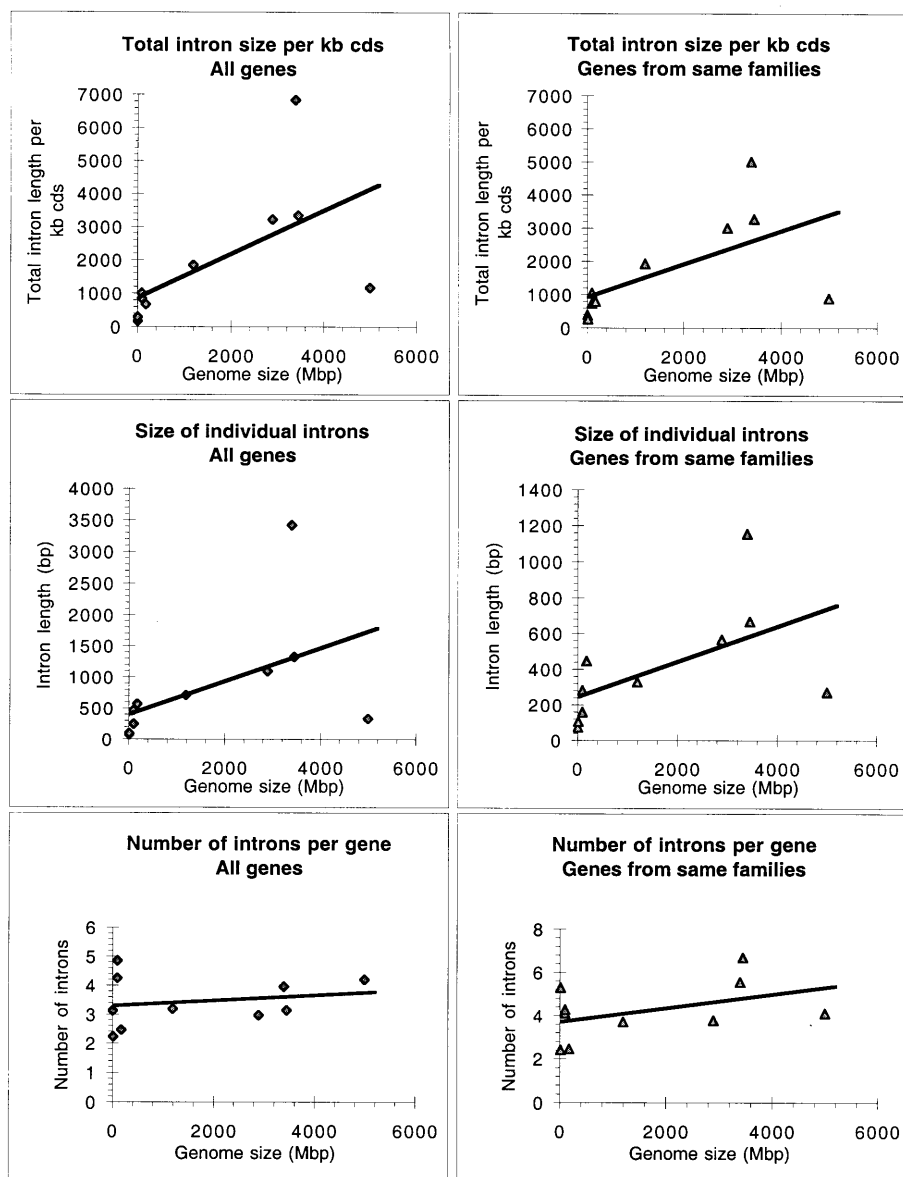 Total intron size per kb cds
All genes
Total intron length per
kb cds
7000
6000
5000
4000
3000
2000
1000
0
0 2000 4000 6000
Genome size (Mbp)
Total intron size per kb cds
Genes from same families
Total intron length per
kb cds
7000
6000
5000
4000
3000
2000
1000
0
0 2000 4000 6000
Genome size (Mbp)
Size of individual introns
All genes
Intron length (bp)
4000
3500
3000
2500
2000
1500
1000
500
0
0 2000 4000 6000
Genome size (Mbp)
Size of individual introns
Genes from same families
Intron length (bp)
1400
1200
1000
800
600
400
200
0
0 2000 4000 6000
Genome size (Mbp)
Number of introns per gene
All genes
Number of introns
6
5
4
3
2
1
0
0 2000 4000 6000
Genome size (Mbp)
Number of introns per gene
Genes from same families
Number of introns
8
6
4
2
0
0 2000 4000 6000
Genome size (Mbp)